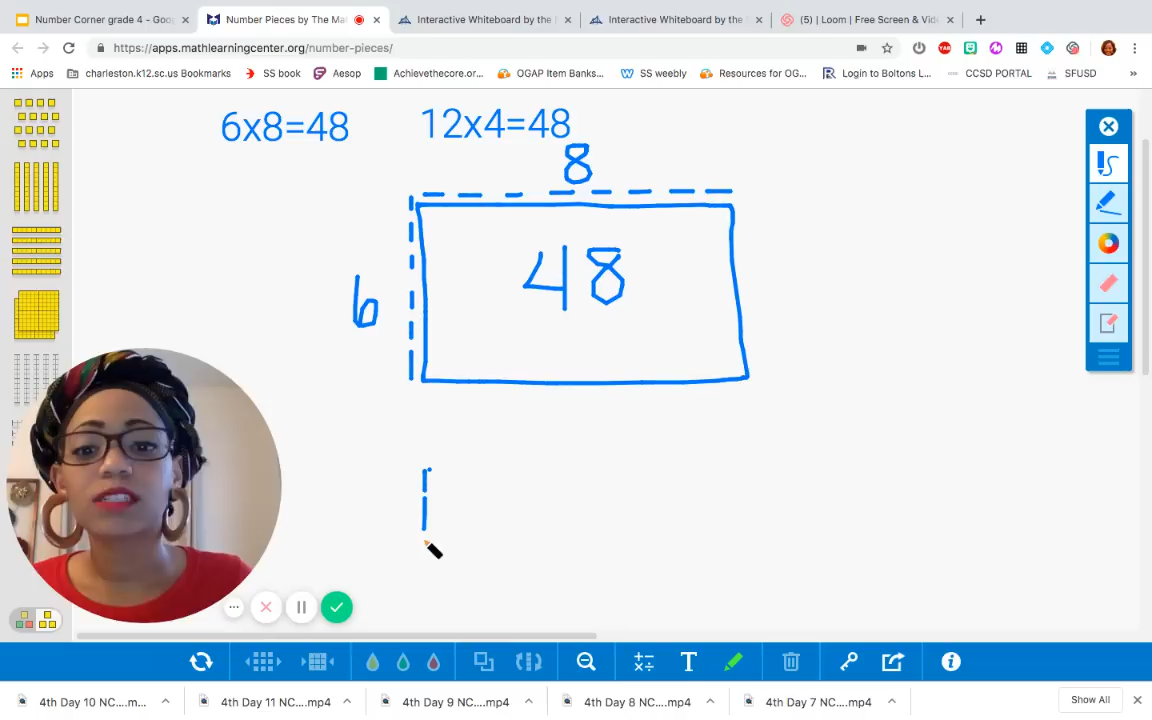 Number Corner grade 4 - Goo
Number Pieces by The Ma
Interactive Whiteboard by the
Interactive Whiteboard by the
(5) | Loom | Free Screen & Vide
https://apps.mathlearningcenter.org/number-pieces/
YAB
Apps
charleston.k12.sc.us Bookmarks
SS book
Aesop
Achievethecore.or...
OGAP Item Banks...
SS weebly
Resources for OG...
Login to Boltons L...
CCSD PORTAL
SFUSD
»
6x8=48
12x4=48
8
6
48
T
4th Day 10 NC....m...
4th Day 11 NC....mp4
4th Day 9 NC....mp4
4th Day 8 NC....mp4
4th Day 7 NC....mp4
Show All